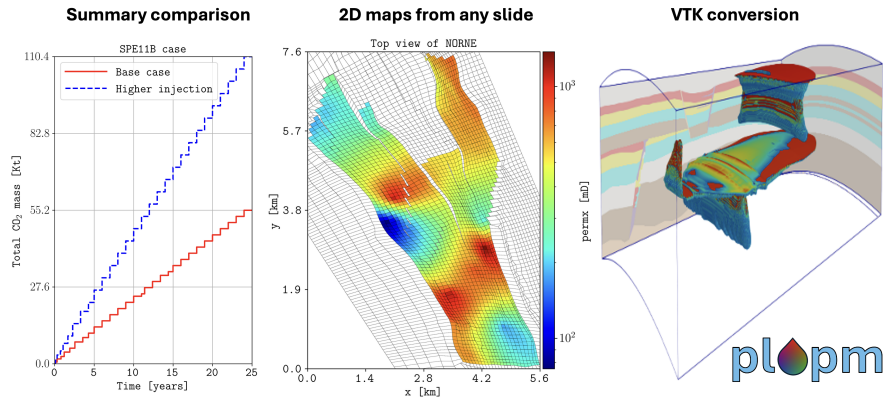 Summary comparison
2D maps from any slide
VTK conversion
SPE11B case
Base case
Higher injection
Total CO2 mass [Kt]
110.4
82.8
55.2
27.6
0.0
0
5
10
15
20
25
Time [years]
Top view of NORNE
y [km]
7.6
5.7
3.8
1.9
0.0
0.0
1.4
2.8
4.2
5.6
x [km]
10³
10²
permx [mD]
plopm